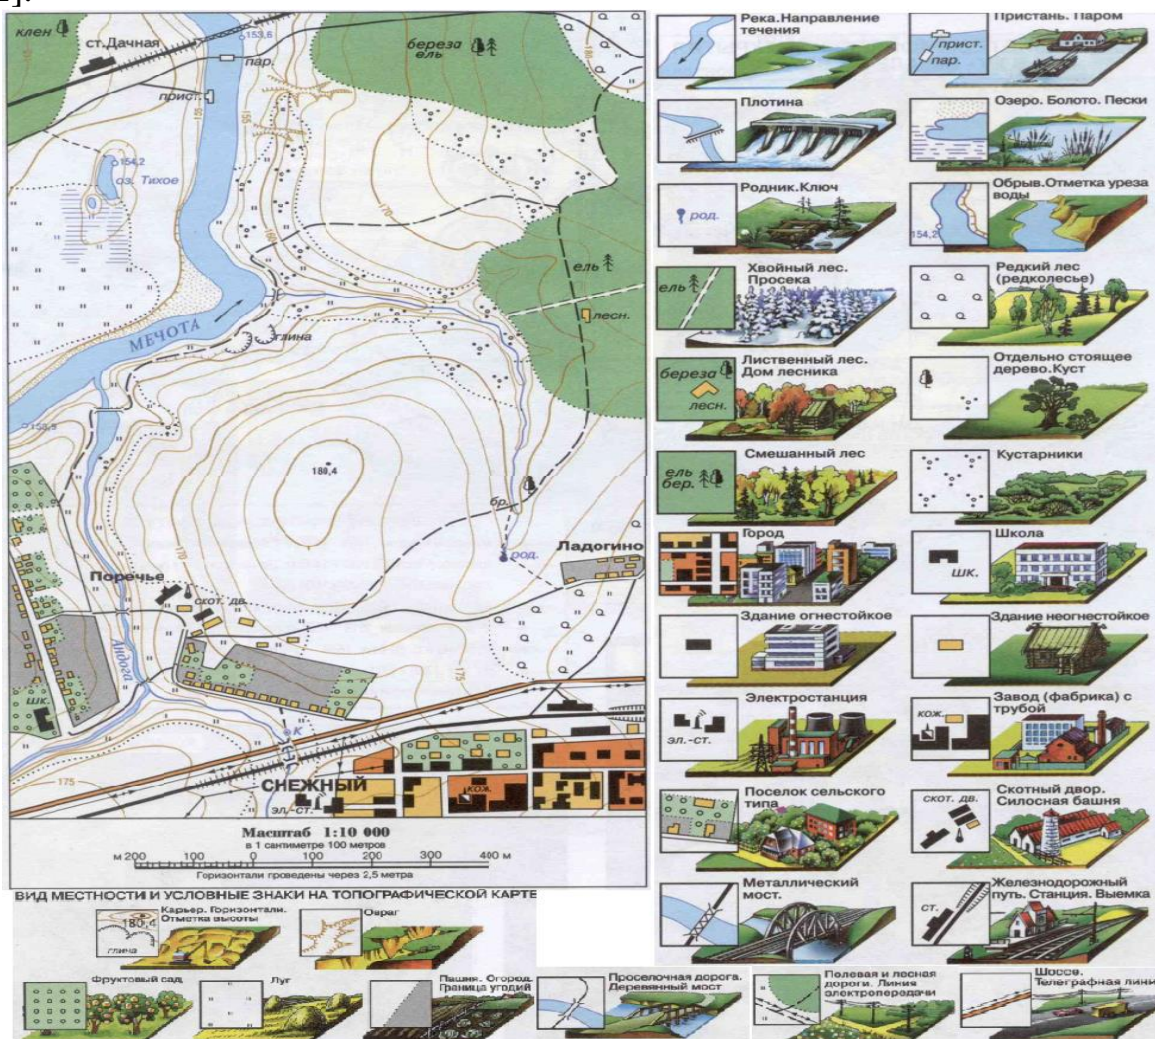 клен
ст. Дачная
153,6
береза
ель
пар.
прист.
155
154,2
оз. Тихое
170
160
ель
лесн.
МЕЧОТА
глина
189,4
бр.
род.
Ладогино
170
Поречье
скот. дв.
Андога
175
шк.
К
175
СНЕЖНЫЙ
кож.
эл.-ст.
Масштаб 1:10 000
в 1 сантиметре 100 метров
м 200 100 0 100 200 300 400 м
Горизонтали проведены через 2,5 метра
Река.Направление
течения
Пристань. Паром
прист.
пар.
Плотина
Озеро. Болото. Пески
Родник.Ключ
род.
Обрыв.Отметка уреза
воды
154,2
Хвойный лес.
Просека
ель
Редкий лес
(редколесье)
Лиственный лес.
Дом лесника
береза
лесн.
Отдельно стоящее
дерево.Куст
Смешанный лес
ель
бер.
Кустарники
Город
Школа
шк.
Здание огнестойкое
Здание неогнестойкое
Электростанция
эл.-ст.
Завод (фабрика) с
трубой
кож.
Поселок сельского
типа
Скотный двор.
Силосная башня
скот. дв.
Металлический
мост.
Железнодорожный
путь. Станция. Выемка
ст.
ВИД МЕСТНОСТИ И УСЛОВНЫЕ ЗНАКИ НА ТОПОГРАФИЧЕСКОЙ КАРТЕ
Карьер. Горизонтали.
Отметка высоты
180,4
глина
Овраг
Фруктовый сад
Луг
Пашня. Огород.
Граница угодий
Проселочная дорога.
Деревянный мост
Полевая и лесная
дороги. Линия
электропередачи
Шоссе.
Телеграфная лини